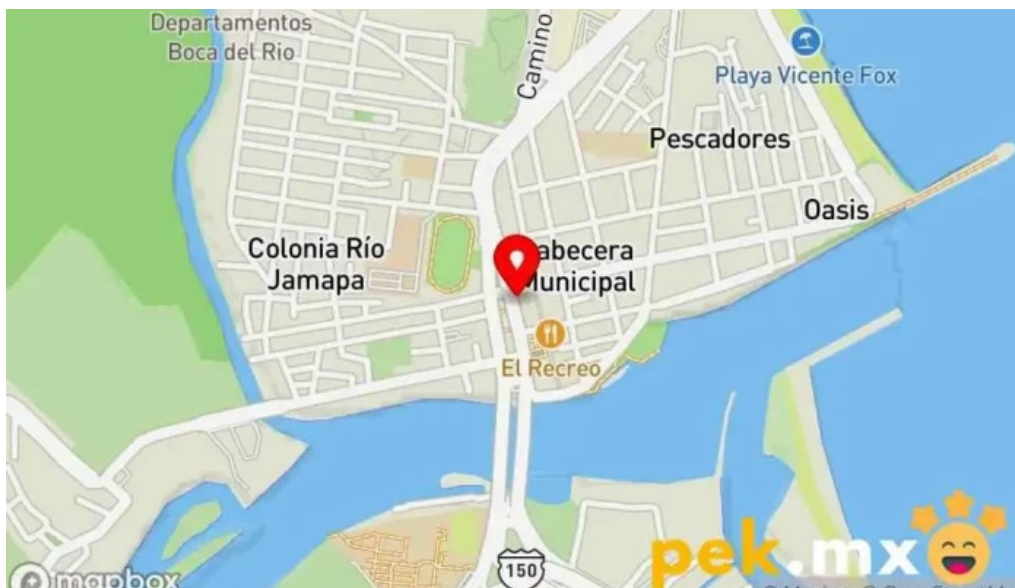 Departamentos
Boca del Rio
Camino
Playa Vicente Fox
Pescadores
Oasis
Colonia Río
Jamapa
abecera
Municipal
El Recreo
150
pek.mx
mapbox